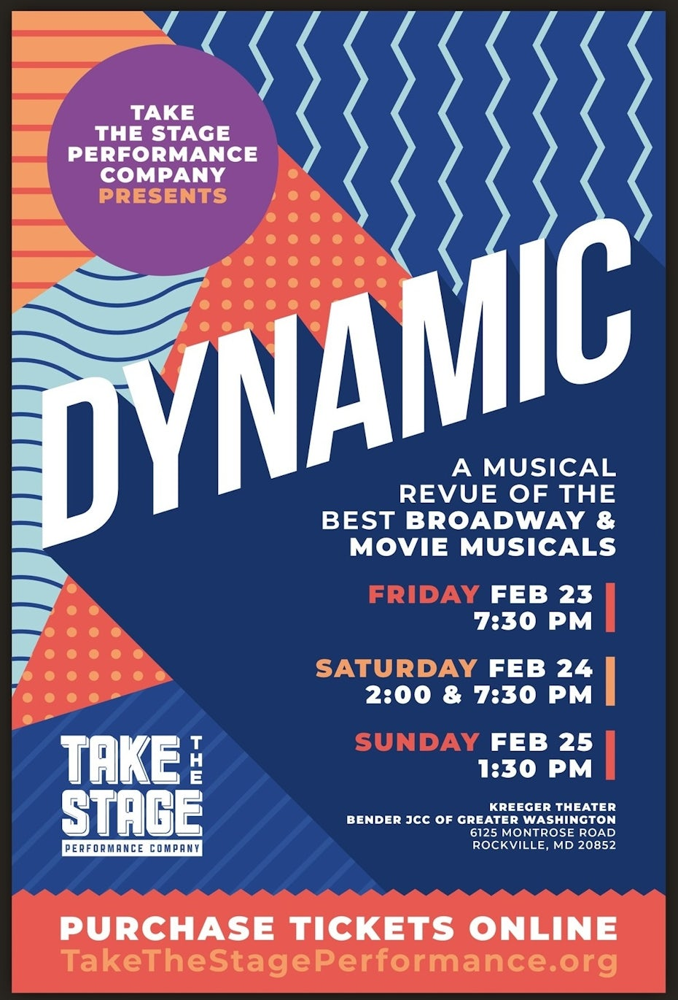 TAKE
THE STAGE
PERFORMANCE
COMPANY
PRESENTS
DYNAMIC
A MUSICAL
REVUE OF THE
BEST BROADWAY &
MOVIE MUSICALS
FRIDAY FEB 23
7:30 PM
SATURDAY FEB 24
2:00 & 7:30 PM
SUNDAY FEB 25
1:30 PM
KREEGER THEATER
BENDER JCC OF GREATER WASHINGTON
6125 MONTROSE ROAD
ROCKVILLE, MD 20852
TAKE THE
STAGE
PERFORMANCE COMPANY
PURCHASE TICKETS ONLINE
TakeTheStagePerformance.org